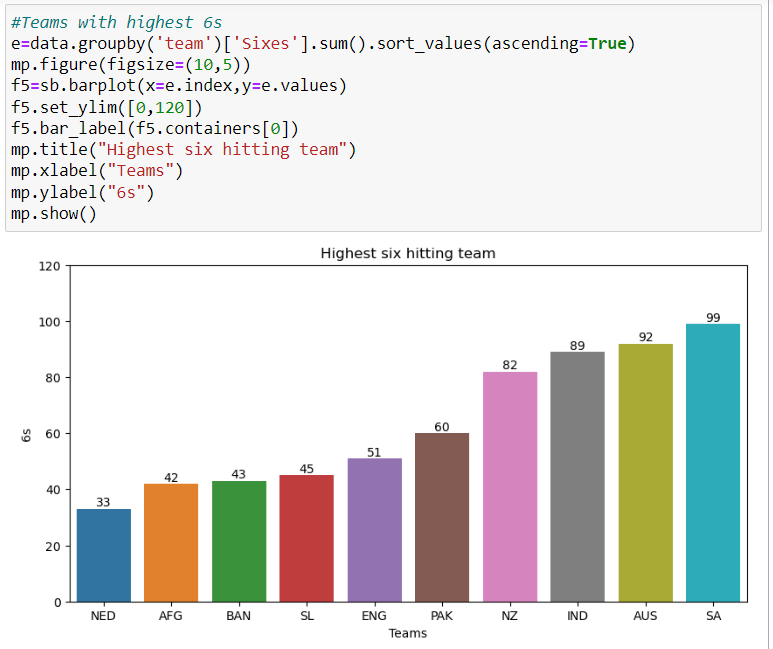 #Teams with highest 6s
e=data.groupby('team')['Sixes'].sum().sort_values(ascending=True)
mp.figure(figsize=(10,5))
f5=sb.barplot(x=e.index,y=e.values)
f5.set_ylim([0,120])
f5.bar_label(f5.containers[0])
mp.title("Highest six hitting team")
mp.xlabel("Teams")
mp.ylabel("6s")
mp.show()
Highest six hitting team
120
100
80
60
40
20
0
6s
33
42
43
45
51
60
82
89
92
99
NED AFG BAN SL ENG PAK NZ IND AUS SA
Teams